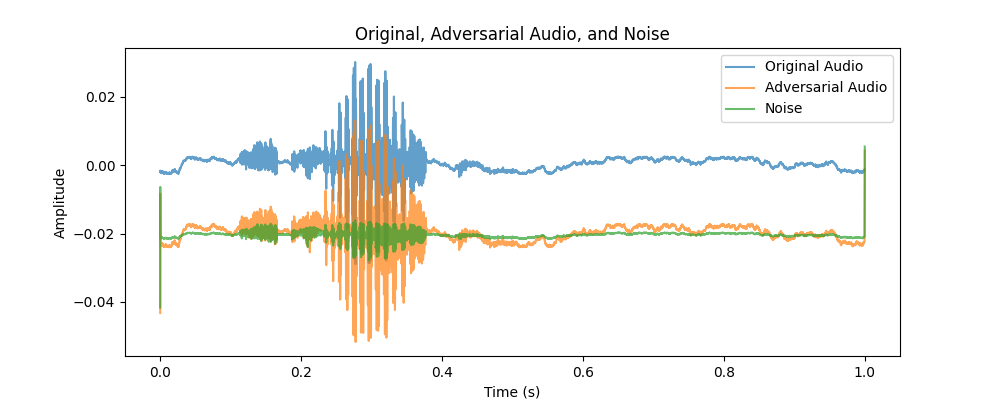 Original, Adversarial Audio, and Noise
Original Audio
Adversarial Audio
Noise
Amplitude
0.02
0.00
−0.02
−0.04
0.0 0.2 0.4 0.6 0.8 1.0
Time (s)